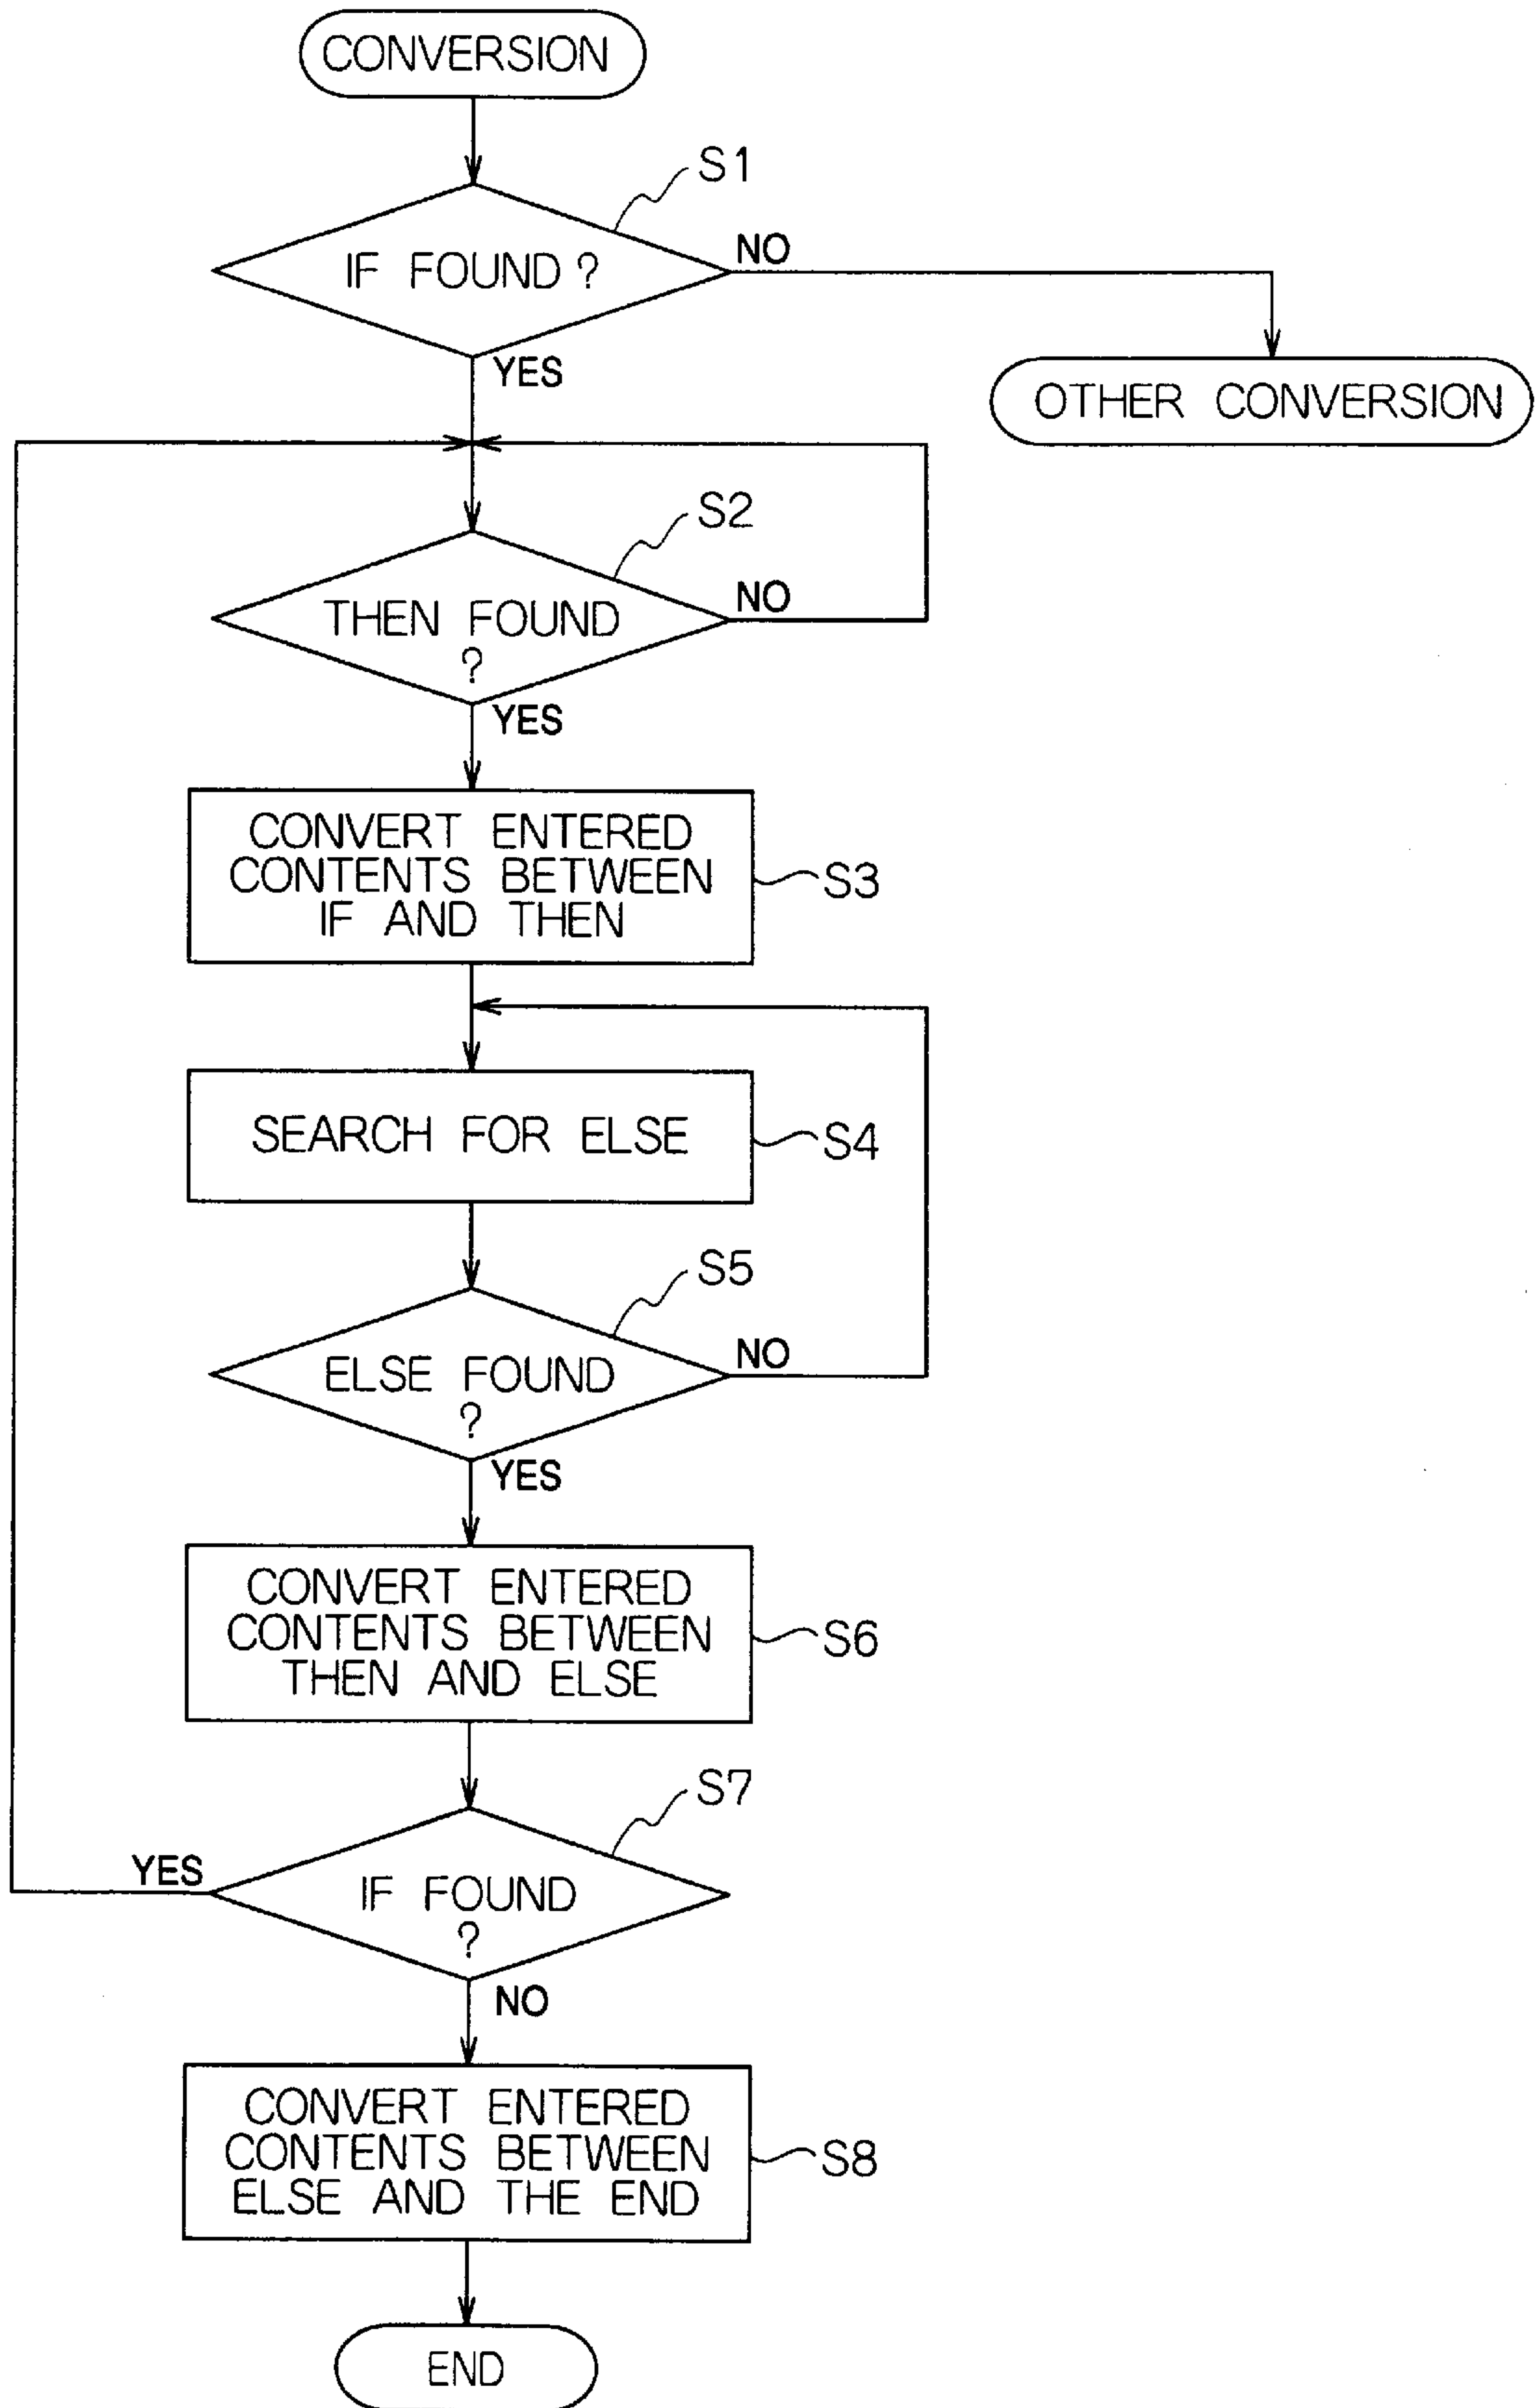 CONVERSION
S1
IF FOUND ?
NO
YES
OTHER CONVERSION
S2
THEN FOUND
?
NO
YES
CONVERT ENTERED
CONTENTS BETWEEN
IF AND THEN
S3
SEARCH FOR ELSE
S4
S5
ELSE FOUND
?
NO
YES
CONVERT ENTERED
CONTENTS BETWEEN
THEN AND ELSE
S6
S7
YES
IF FOUND
?
NO
CONVERT ENTERED
CONTENTS BETWEEN
ELSE AND THE END
S8
END